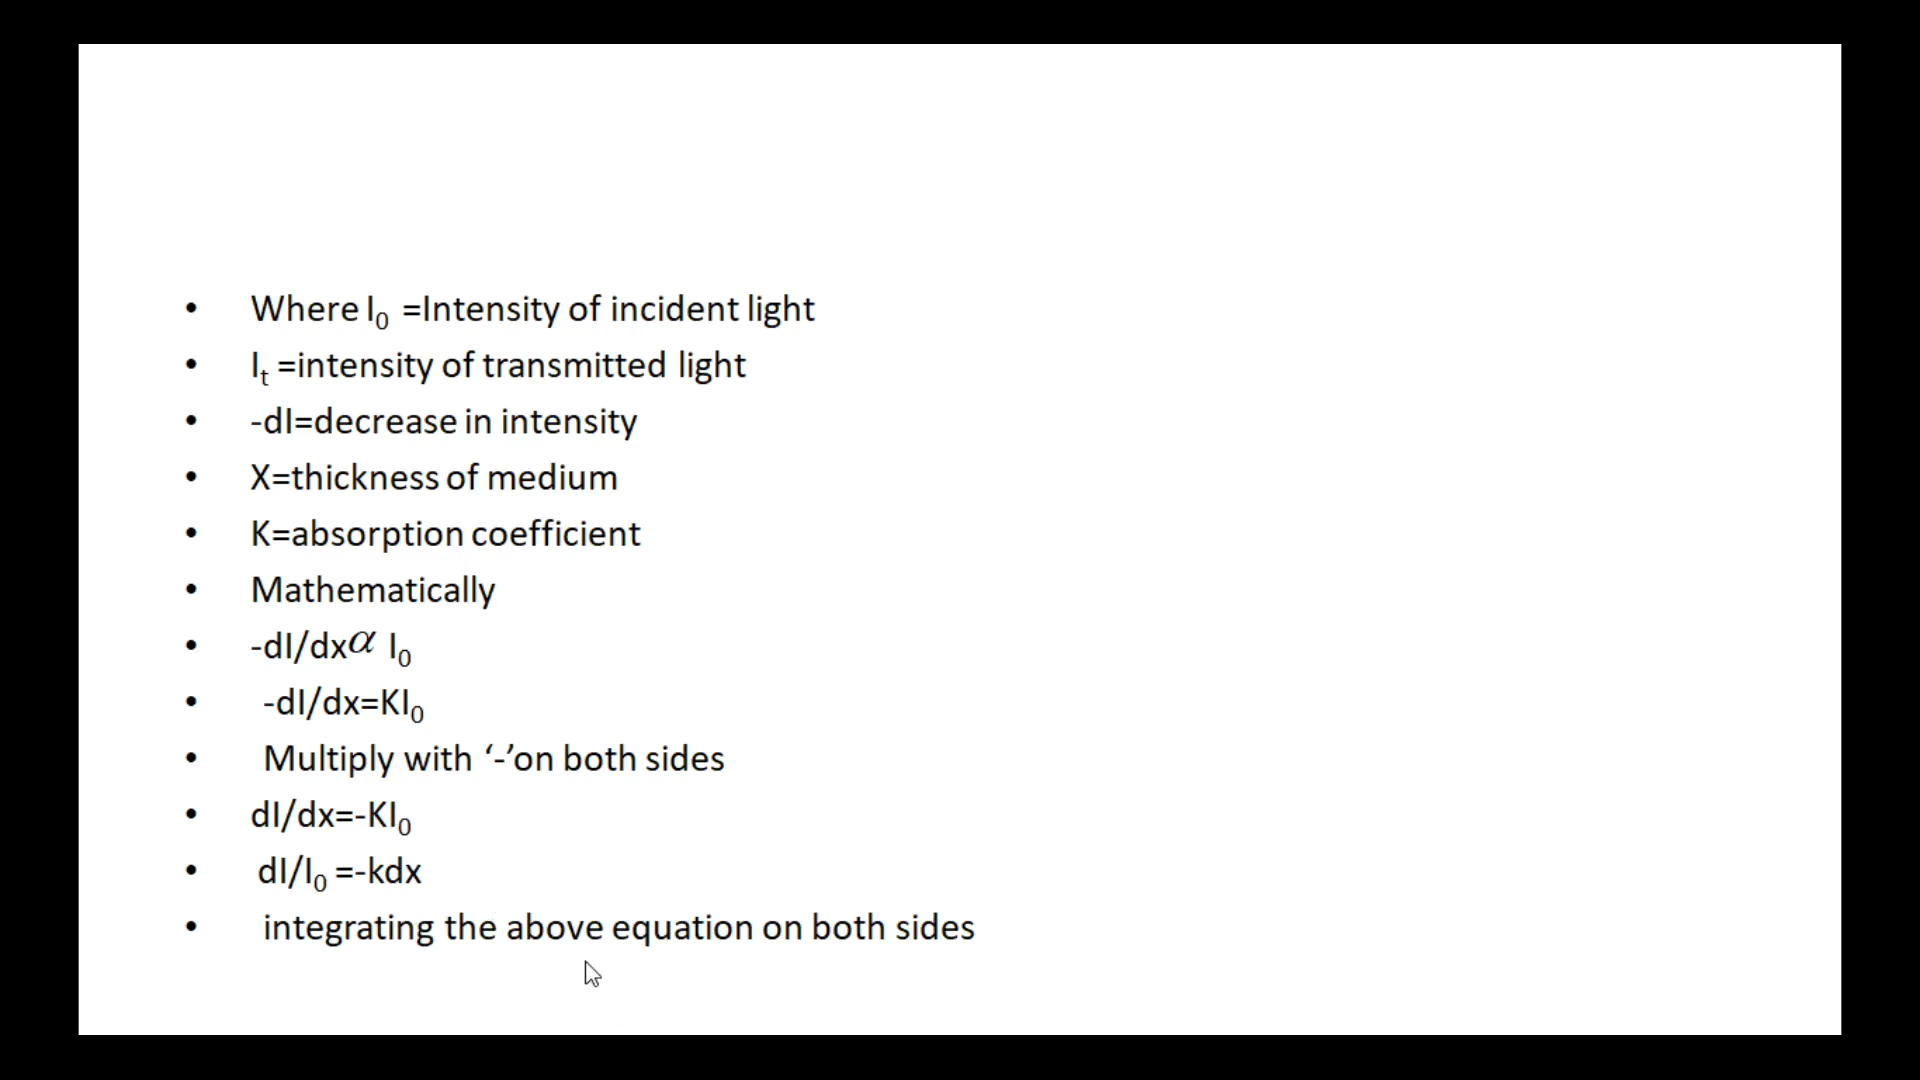 • Where I₀ =Intensity of incident light
• Iₜ =intensity of transmitted light
• -dI=decrease in intensity
• X=thickness of medium
• K=absorption coefficient
• Mathematically
• -dI/dxα I₀
• -dI/dx=KI₀
• Multiply with ‘-’on both sides
• dI/dx=-KI₀
• dI/I₀ =-kdx
• integrating the above equation on both sides